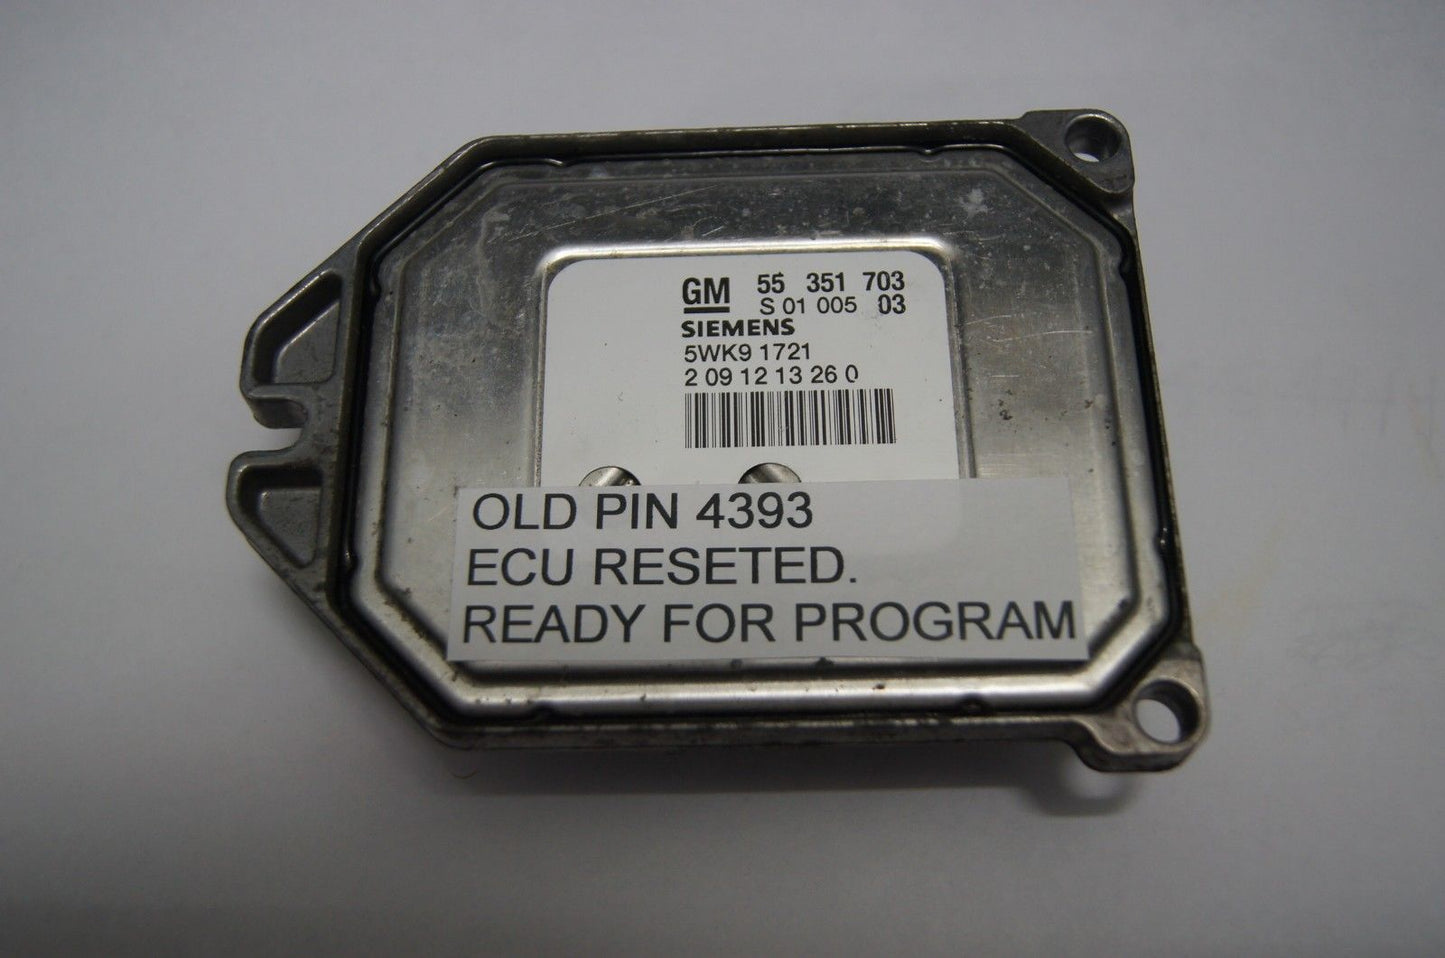 GM 55 351 703
S 01 005 03
SIEMENS
5WK9 1721
2 09 12 13 26 0
OLD PIN 4393
ECU RESETED.
READY FOR PROGRAM